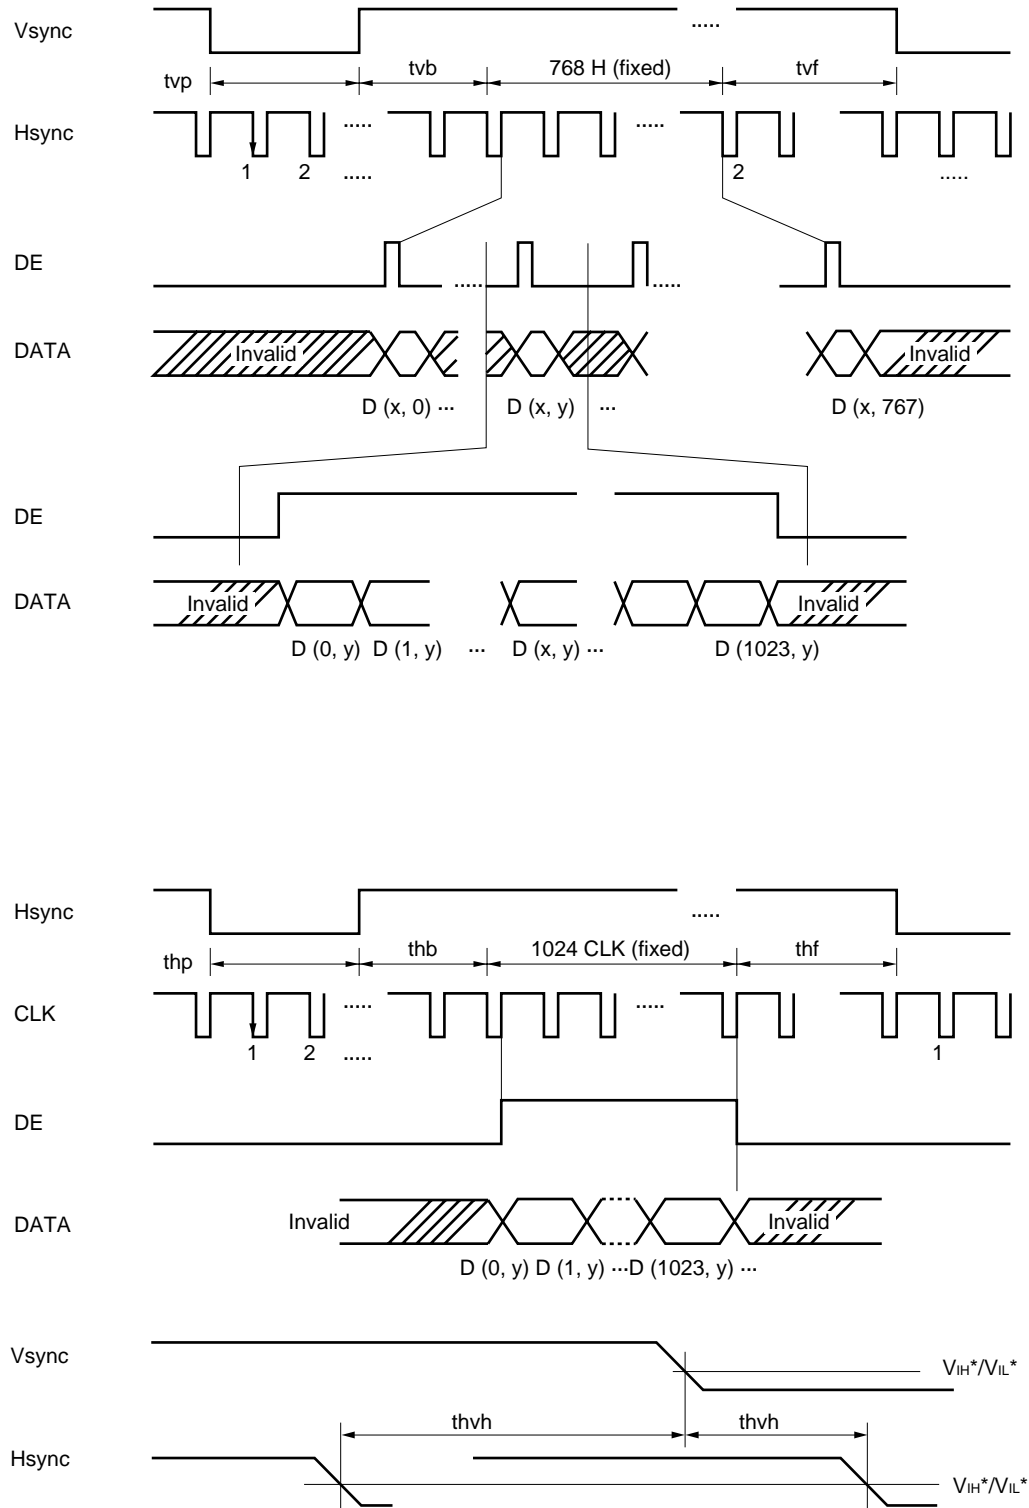 Vsync
.....
tvp
tvb
768 H (fixed)
tvf
Hsync
.....
.....
1 2 ..... 2 .....
DE
..... .....
DATA
Invalid
Invalid
D (x, 0) ...
D (x, y) ...
D (x, 767)
DE
DATA
Invalid
Invalid
D (0, y) D (1, y) ... D (x, y) ... D (1023, y)
Hsync
.....
thp
thb
1024 CLK (fixed)
thf
CLK
.....
.....
1 2 ..... 1
DE
DATA
Invalid
Invalid
D (0, y) D (1, y) ...D (1023, y) ...
Vsync
VIH*/VIL*
thvh
thvh
Hsync
VIH*/VIL*